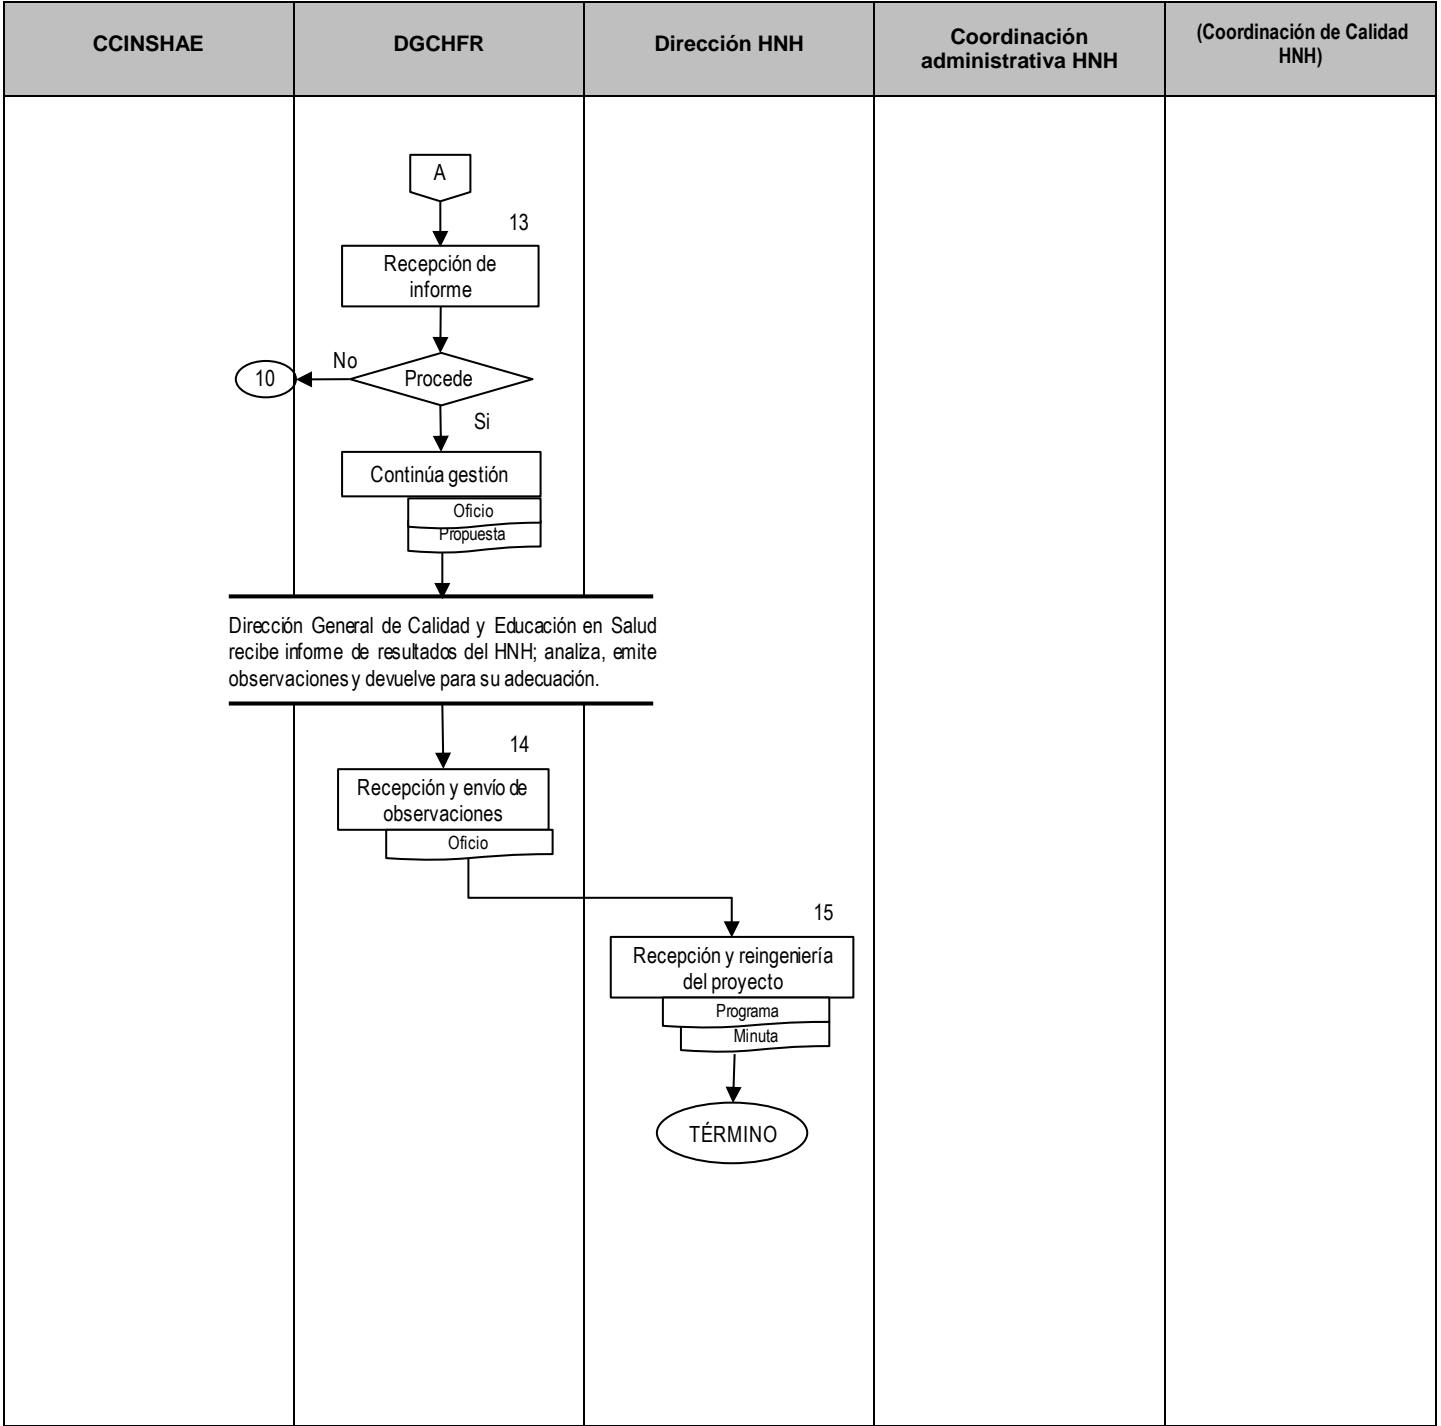 CCINSHAE
DGCHFR
Dirección HNH
Coordinación
administrativa HNH
(Coordinación de Calidad
HNH)
A
13
Recepción de
informe
No
10
Procede
Si
Continúa gestión
Oficio
Propuesta
Dirección General de Calidad y Educación en Salud
recibe informe de resultados del HNH; analiza, emite
observaciones y devuelve para su adecuación.
14
Recepción y envío de
observaciones
Oficio
15
Recepción y reingeniería
del proyecto
Programa
Minuta
TÉRMINO